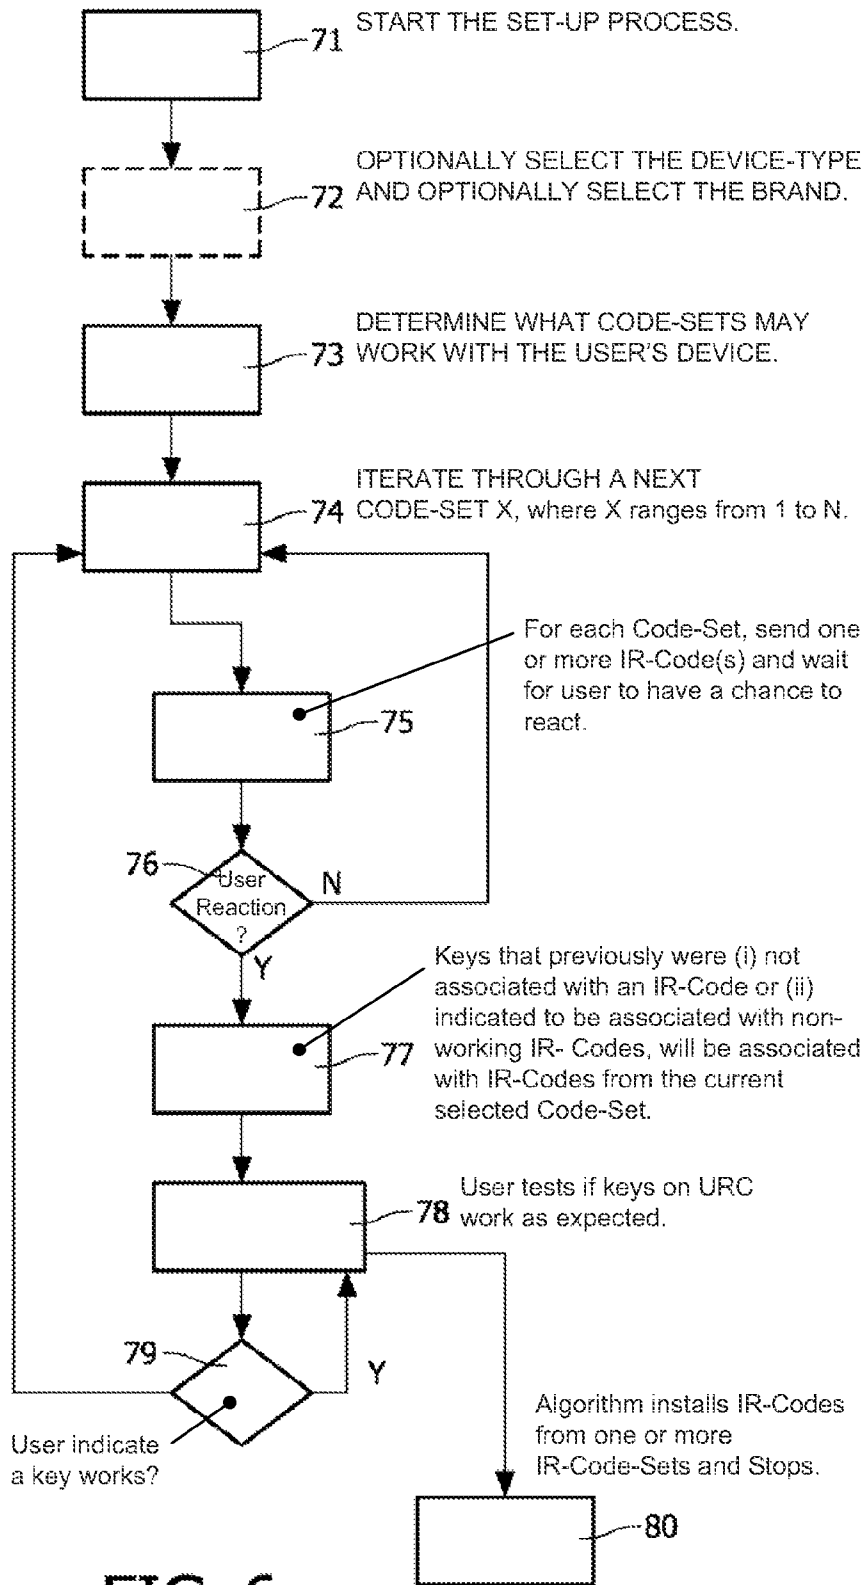 71 START THE SET-UP PROCESS.
OPTIONALLY SELECT THE DEVICE-TYPE
72 AND OPTIONALLY SELECT THE BRAND.
DETERMINE WHAT CODE-SETS MAY
73 WORK WITH THE USER'S DEVICE.
ITERATE THROUGH A NEXT
74 CODE-SET X, where X ranges from 1 to N.
For each Code-Set, send one
or more IR-Code(s) and wait
for user to have a chance to
react.
75
76
User
Reaction
?
N
Y
Keys that previously were (i) not
associated with an IR-Code or (ii)
indicated to be associated with non-
working IR- Codes, will be associated
with IR-Codes from the current
selected Code-Set.
77
User tests if keys on URC
78 work as expected.
79
Y
User indicate
a key works?
Algorithm installs IR-Codes
from one or more
IR-Code-Sets and Stops.
80
FIG. 6